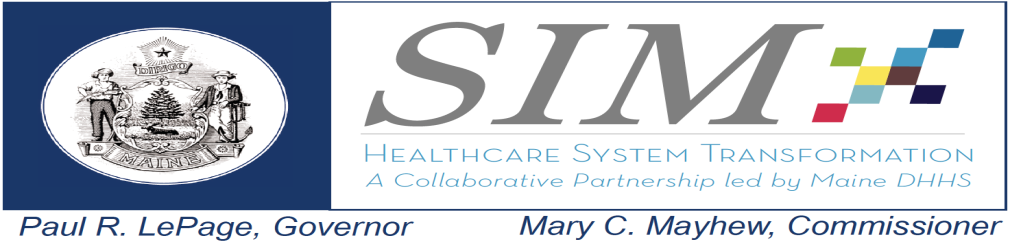 DIRIGO
MAINE
SIM
HEALTHCARE SYSTEM TRANSFORMATION
A Collaborative Partnership led by Maine DHHS
Paul R. LePage, Governor
Mary C. Mayhew, Commissioner